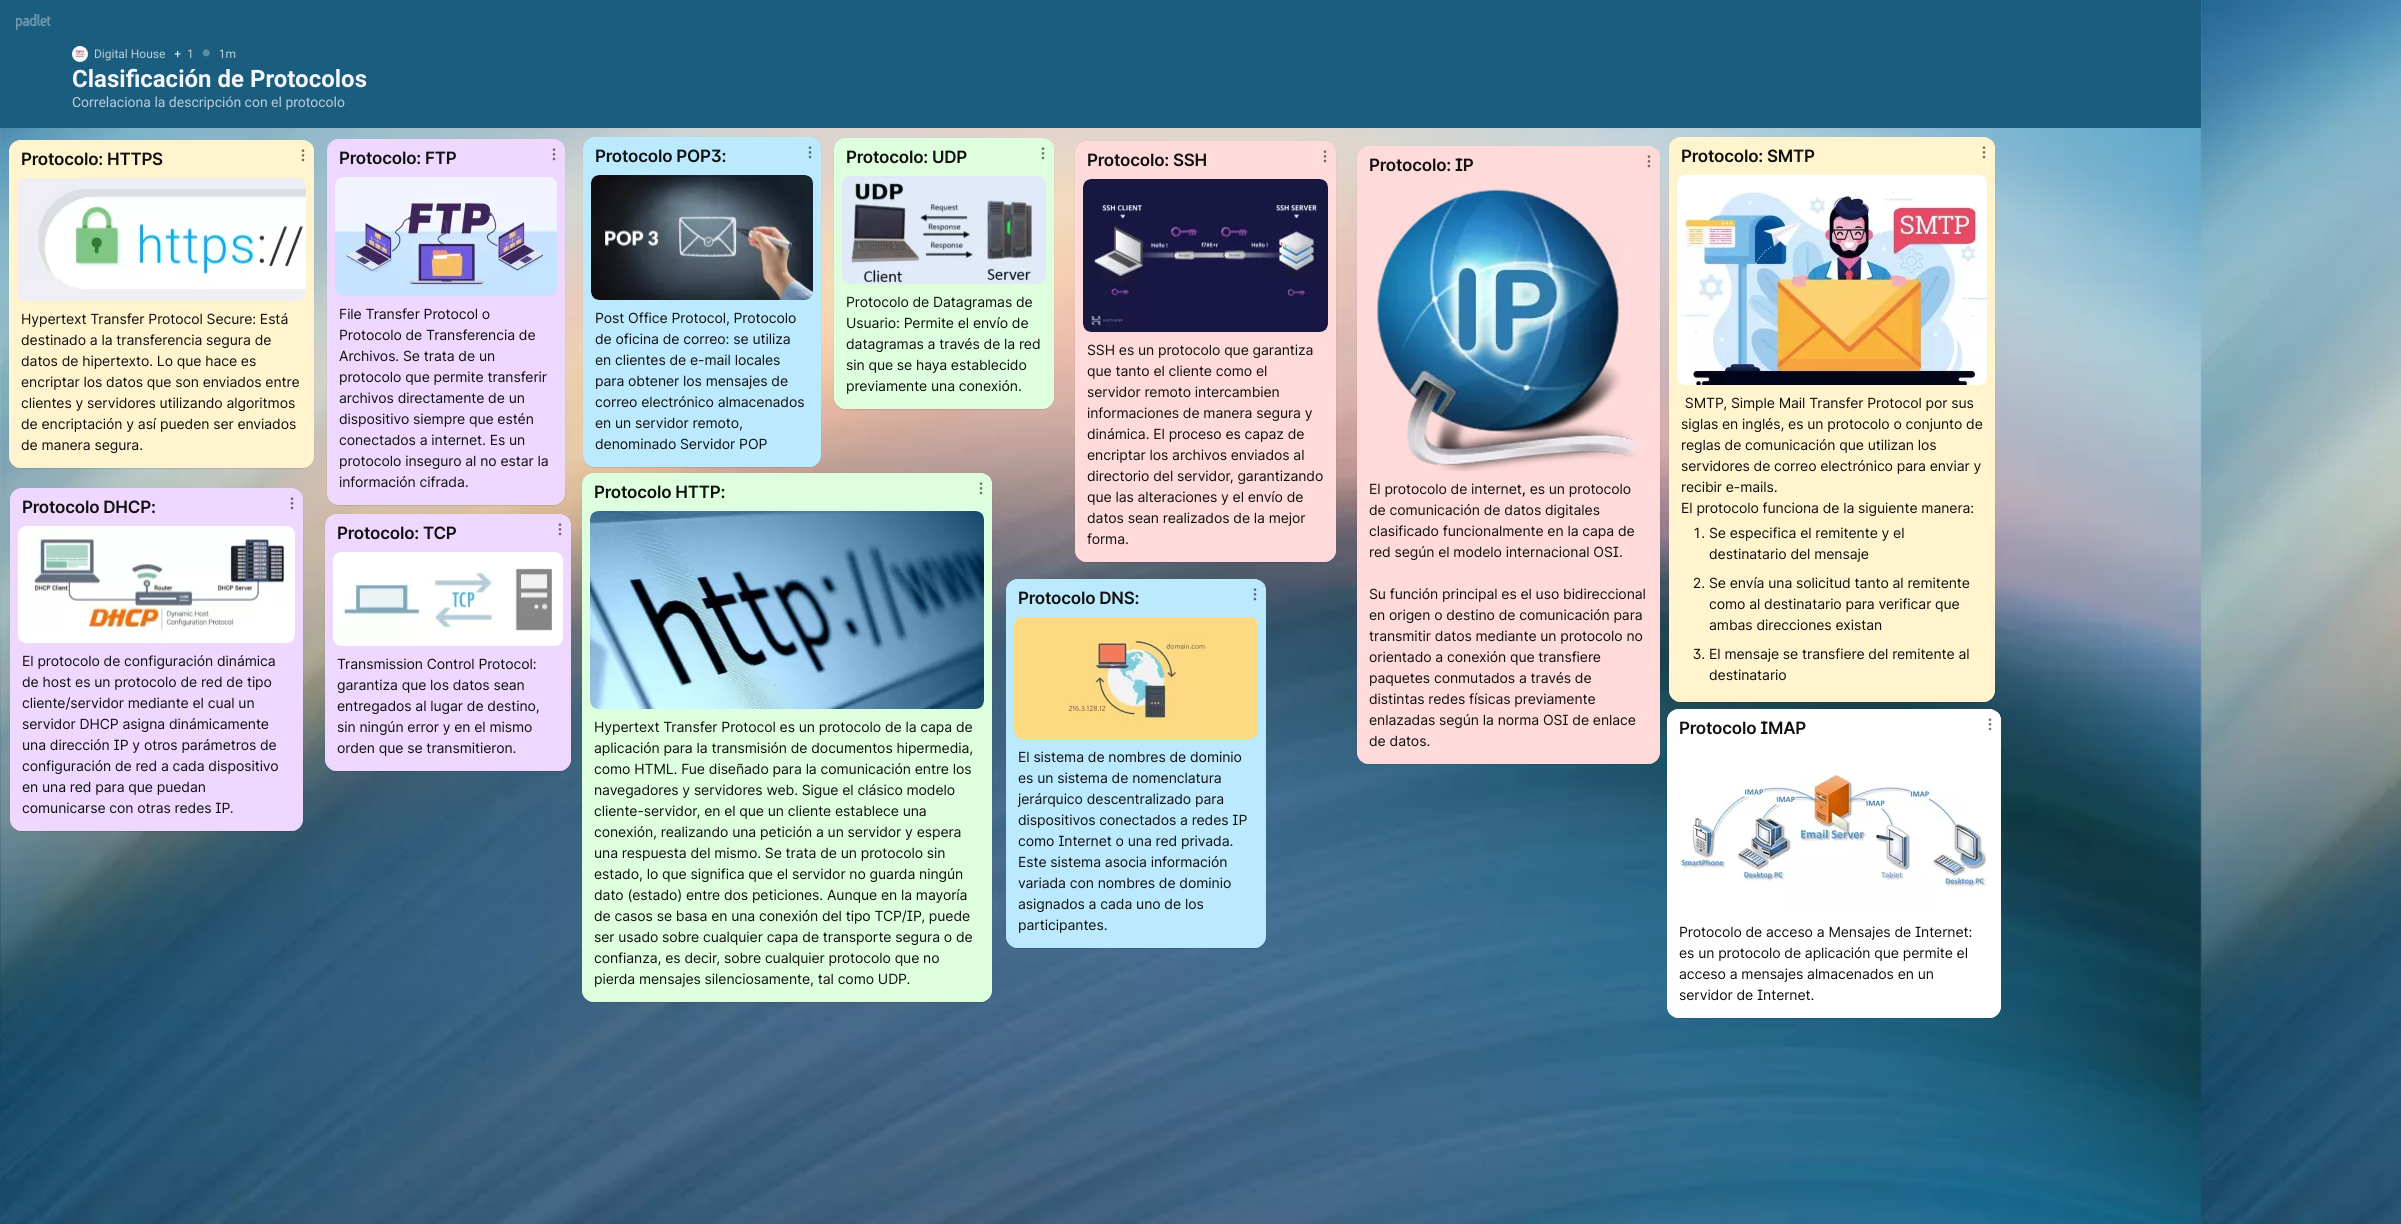 padlet
Digital House + 1 1m
Clasificación de Protocolos
Correlaciona la descripción con el protocolo
Protocolo: HTTPS
https://
Hypertext Transfer Protocol Secure: Está
destinado a la transferencia segura de
datos de hipertexto. Lo que hace es
encriptar los datos que son enviados entre
clientes y servidores utilizando algoritmos
de encriptación y así pueden ser enviados
de manera segura.
Protocolo: FTP
FTP
File Transfer Protocol o
Protocolo de Transferencia de
Archivos. Se trata de un
protocolo que permite transferir
archivos directamente de un
dispositivo siempre que estén
conectados a internet. Es un
protocolo inseguro al no estar la
información cifrada.
Protocolo POP3:
POP 3
Post Office Protocol, Protocolo
de oficina de correo: se utiliza
en clientes de e-mail locales
para obtener los mensajes de
correo electrónico almacenados
en un servidor remoto,
denominado Servidor POP
Protocolo: UDP
UDP
Request
Response
Response
Client
Server
Protocolo de Datagramas de
Usuario: Permite el envío de
datagramas a través de la red
sin que se haya establecido
previamente una conexión.
Protocolo: SSH
SSH CLIENT
SSH SERVER
Hello !
Hello !
SSH es un protocolo que garantiza
que tanto el cliente como el
servidor remoto intercambien
informaciones de manera segura y
dinámica. El proceso es capaz de
encriptar los archivos enviados al
directorio del servidor, garantizando
que las alteraciones y el envío de
datos sean realizados de la mejor
forma.
Protocolo: IP
IP
El protocolo de internet, es un protocolo
de comunicación de datos digitales
clasificado funcionalmente en la capa de
red según el modelo internacional OSI.
Su función principal es el uso bidireccional
en origen o destino de comunicación para
transmitir datos mediante un protocolo no
orientado a conexión que transfiere
paquetes conmutados a través de
distintas redes físicas previamente
enlazadas según la norma OSI de enlace
de datos.
Protocolo: SMTP
SMTP
SMTP, Simple Mail Transfer Protocol por sus
siglas en inglés, es un protocolo o conjunto de
reglas de comunicación que utilizan los
servidores de correo electrónico para enviar y
recibir e-mails.
El protocolo funciona de la siguiente manera:
1. Se especifica el remitente y el
destinatario del mensaje
2. Se envía una solicitud tanto al remitente
como al destinatario para verificar que
ambas direcciones existan
3. El mensaje se transfiere del remitente al
destinatario
Protocolo DHCP:
DHCP Client
Router
DHCP Server
DHCP
Dynamic Host
Configuration Protocol
El protocolo de configuración dinámica
de host es un protocolo de red de tipo
cliente/servidor mediante el cual un
servidor DHCP asigna dinámicamente
una dirección IP y otros parámetros de
configuración de red a cada dispositivo
en una red para que puedan
comunicarse con otras redes IP.
Protocolo: TCP
TCP
Transmission Control Protocol:
garantiza que los datos sean
entregados al lugar de destino,
sin ningún error y en el mismo
orden que se transmitieron.
Protocolo HTTP:
http://www
Hypertext Transfer Protocol es un protocolo de la capa de
aplicación para la transmisión de documentos hipermedia,
como HTML. Fue diseñado para la comunicación entre los
navegadores y servidores web. Sigue el clásico modelo
cliente-servidor, en el que un cliente establece una
conexión, realizando una petición a un servidor y espera
una respuesta del mismo. Se trata de un protocolo sin
estado, lo que significa que el servidor no guarda ningún
dato (estado) entre dos peticiones. Aunque en la mayoría
de casos se basa en una conexión del tipo TCP/IP, puede
ser usado sobre cualquier capa de transporte segura o de
confianza, es decir, sobre cualquier protocolo que no
pierda mensajes silenciosamente, tal como UDP.
Protocolo DNS:
domain.com
216.3.128.12
El sistema de nombres de dominio
es un sistema de nomenclatura
jerárquico descentralizado para
dispositivos conectados a redes IP
como Internet o una red privada.
Este sistema asocia información
variada con nombres de dominio
asignados a cada uno de los
participantes.
Protocolo IMAP
IMAP
IMAP
IMAP
IMAP
Email Server
SmartPhone
Desktop PC
Tablet
Desktop PC
Protocolo de acceso a Mensajes de Internet:
es un protocolo de aplicación que permite el
acceso a mensajes almacenados en un
servidor de Internet.